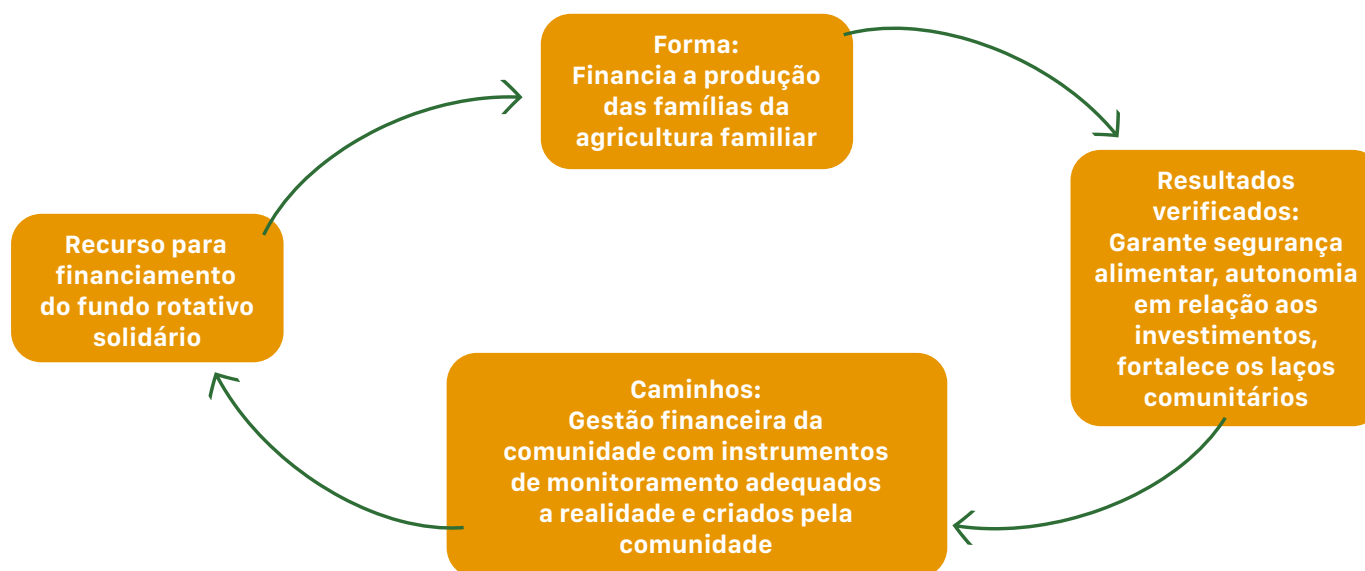 Forma:
Financia a produção
das famílias da
agricultura familiar
Resultados
verificados:
Garante segurança
alimentar, autonomia
em relação aos
investimentos,
fortalece os laços
comunitários
Recurso para
financiamento
do fundo rotativo
solidário
Caminhos:
Gestão financeira da
comunidade com instrumentos
de monitoramento adequados
a realidade e criados pela
comunidade